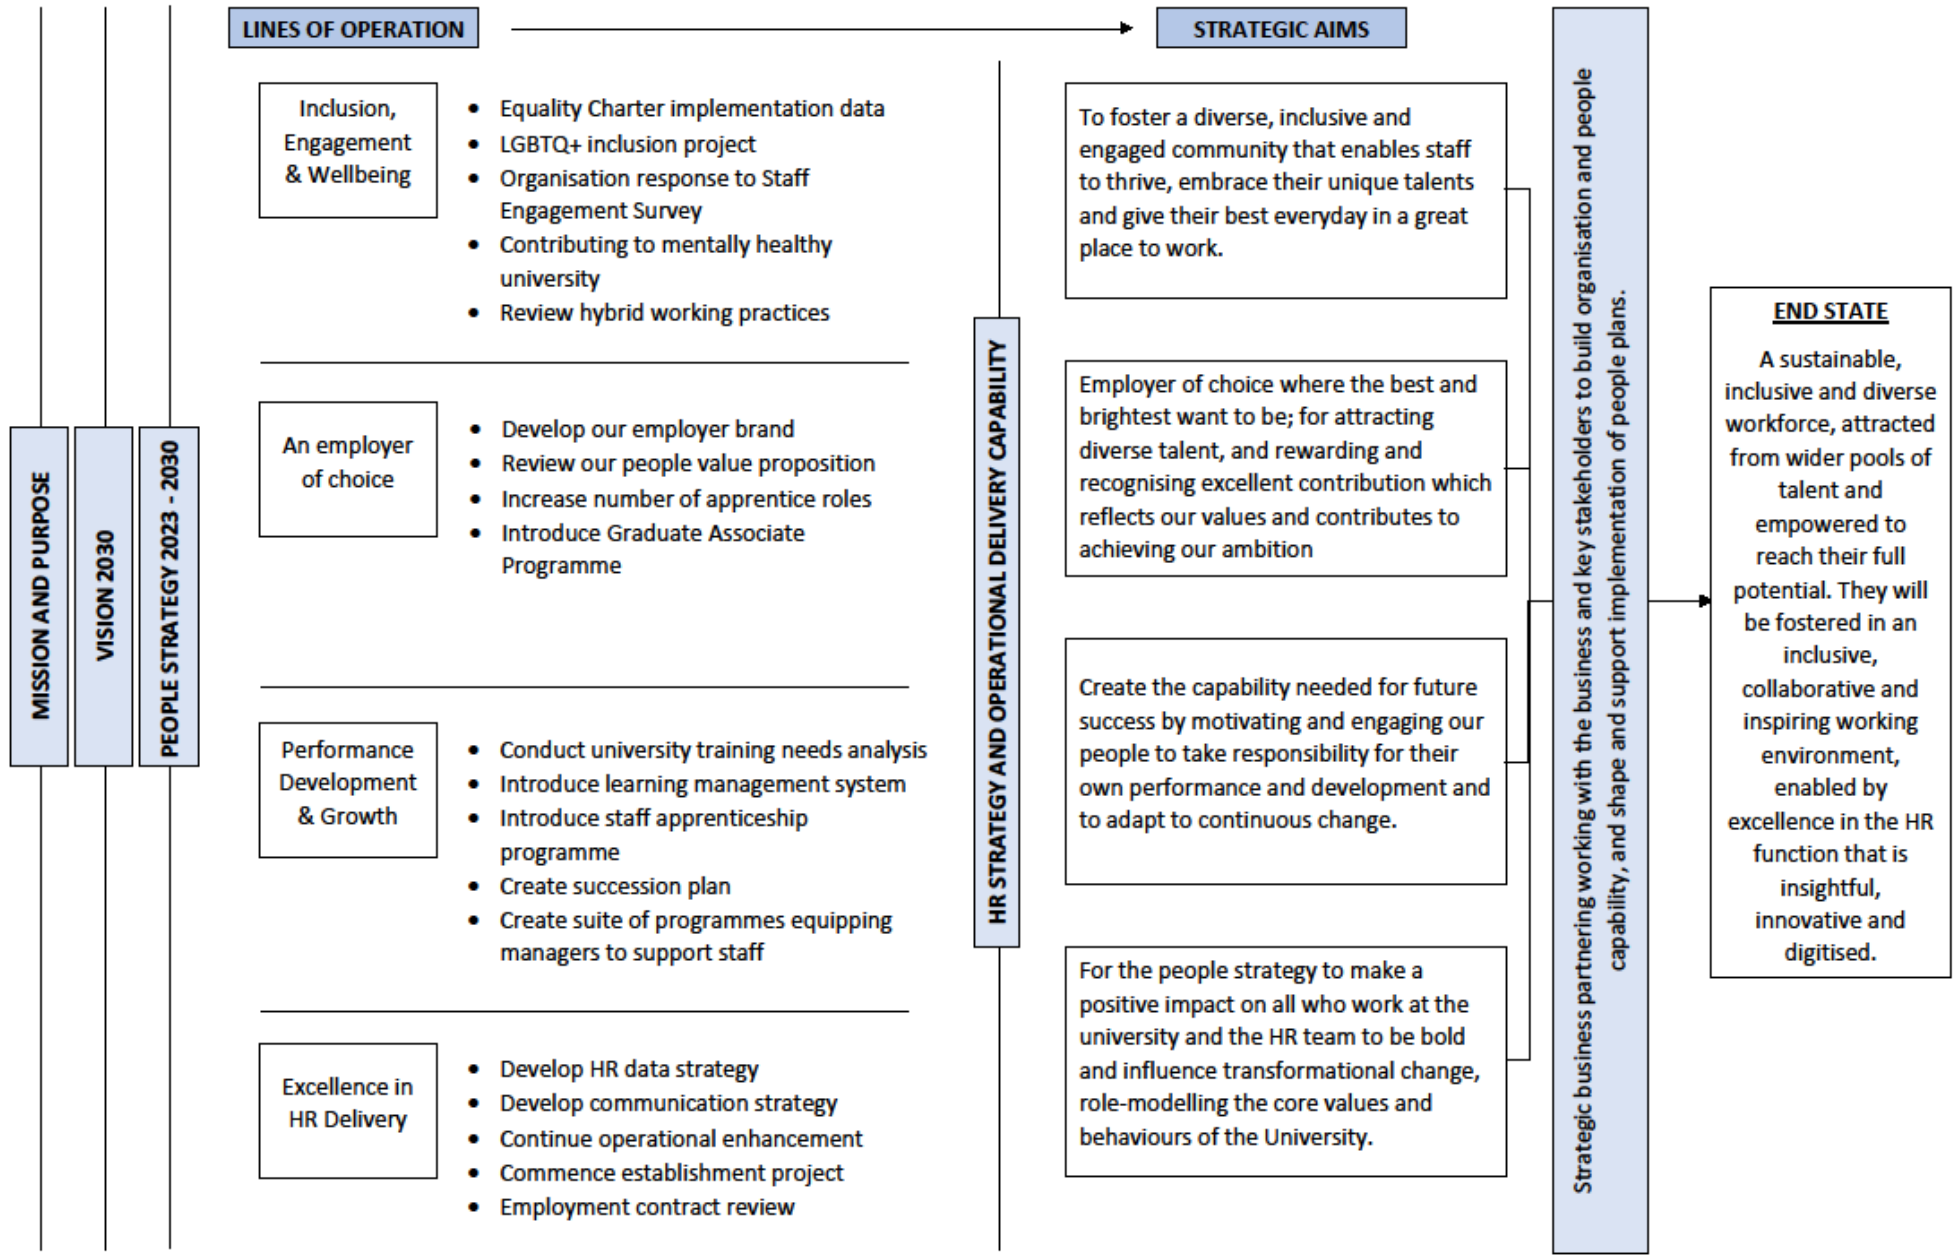 MISSION AND PURPOSE
VISION 2030
PEOPLE STRATEGY 2023 - 2030
LINES OF OPERATION
Inclusion,
Engagement
& Wellbeing
• Equality Charter implementation data
• LGBTQ+ inclusion project
• Organisation response to Staff
Engagement Survey
• Contributing to mentally healthy
university
• Review hybrid working practices
An employer
of choice
• Develop our employer brand
• Review our people value proposition
• Increase number of apprentice roles
• Introduce Graduate Associate
Programme
Performance
Development
& Growth
• Conduct university training needs analysis
• Introduce learning management system
• Introduce staff apprenticeship
programme
• Create succession plan
• Create suite of programmes equipping
managers to support staff
Excellence in
HR Delivery
• Develop HR data strategy
• Develop communication strategy
• Continue operational enhancement
• Commence establishment project
• Employment contract review
HR STRATEGY AND OPERATIONAL DELIVERY CAPABILITY
STRATEGIC AIMS
To foster a diverse, inclusive and
engaged community that enables staff
to thrive, embrace their unique talents
and give their best everyday in a great
place to work.
Employer of choice where the best and
brightest want to be; for attracting
diverse talent, and rewarding and
recognising excellent contribution which
reflects our values and contributes to
achieving our ambition
Create the capability needed for future
success by motivating and engaging our
people to take responsibility for their
own performance and development and
to adapt to continuous change.
For the people strategy to make a
positive impact on all who work at the
university and the HR team to be bold
and influence transformational change,
role-modelling the core values and
behaviours of the University.
Strategic business partnering working with the business and key stakeholders to build organisation and people
capability, and shape and support implementation of people plans.
END STATE
A sustainable,
inclusive and diverse
workforce, attracted
from wider pools of
talent and
empowered to
reach their full
potential. They will
be fostered in an
inclusive,
collaborative and
inspiring working
environment,
enabled by
excellence in the HR
function that is
insightful,
innovative and
digitised.